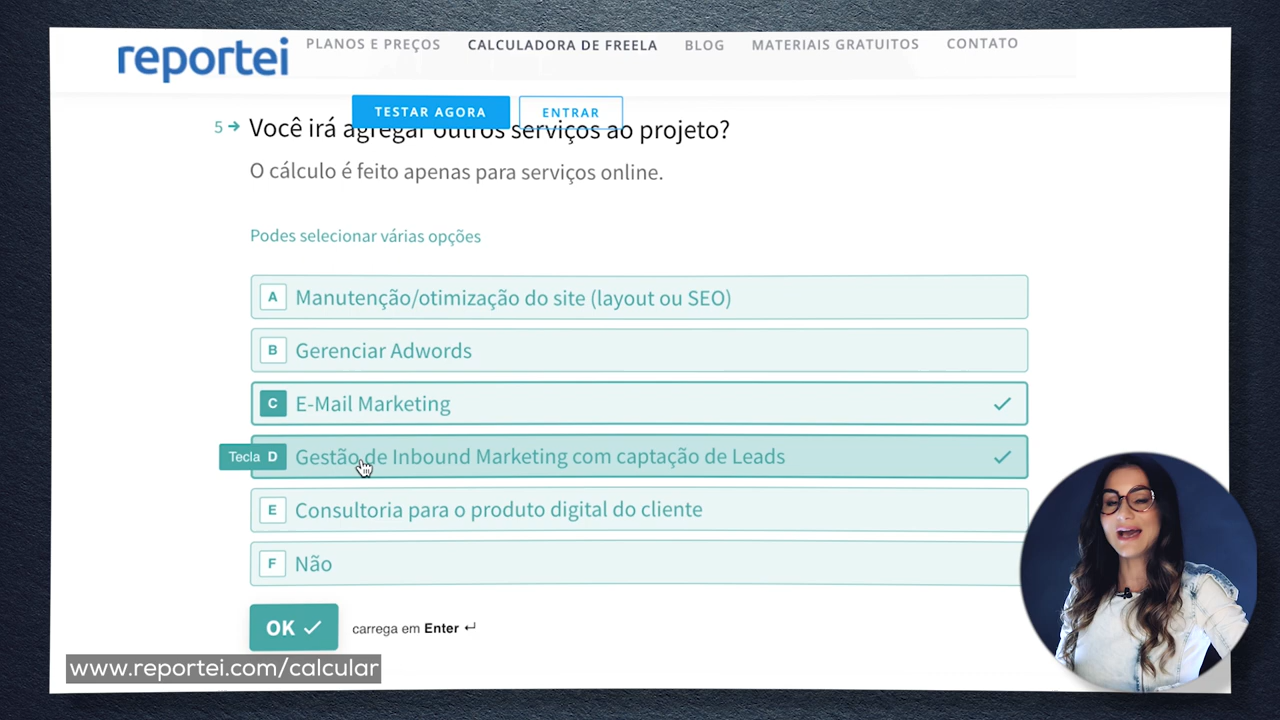 reportei
PLANOS E PREÇOS
CALCULADORA DE FREELA
BLOG
MATERIAIS GRATUITOS
CONTATO
TESTAR AGORA
ENTRAR
5 → Você irá agregar outros serviços ao projeto?
O cálculo é feito apenas para serviços online.
Podes selecionar várias opções
A Manutenção/otimização do site (layout ou SEO)
B Gerenciar Adwords
C E-Mail Marketing
Tecla D Gestão de Inbound Marketing com captação de Leads
E Consultoria para o produto digital do cliente
F Não
OK
carrega em Enter ↵
www.reportei.com/calcular